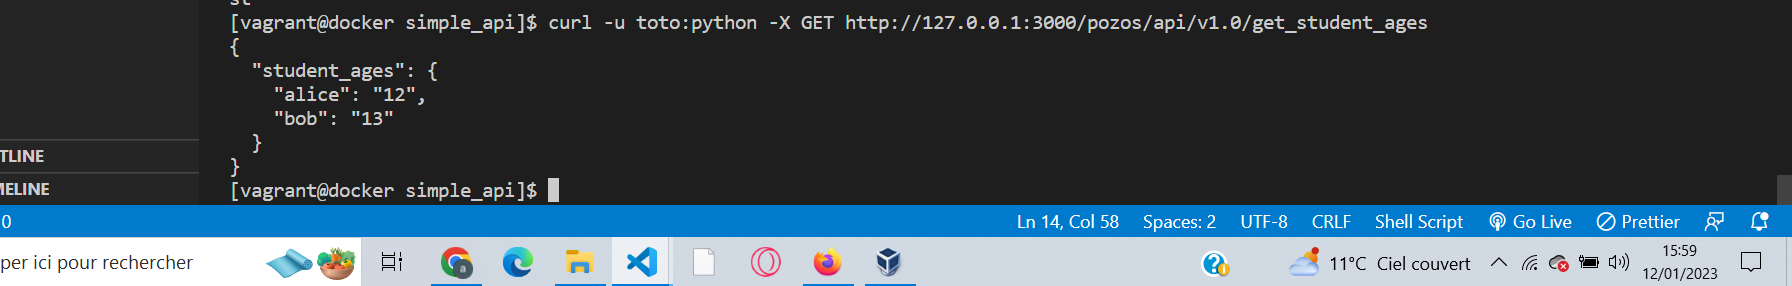 st
[vagrant@docker simple_api]$ curl -u toto:python -X GET http://127.0.0.1:3000/pozos/api/v1.0/get_student_ages
{
  "student_ages": {
    "alice": "12",
    "bob": "13"
  }
}
[vagrant@docker simple_api]$
TLINE
MELINE
0 Ln 14, Col 58 Spaces: 2 UTF-8 CRLF Shell Script Go Live Prettier
per ici pour rechercher a 11°C Ciel couvert 15:59
12/01/2023